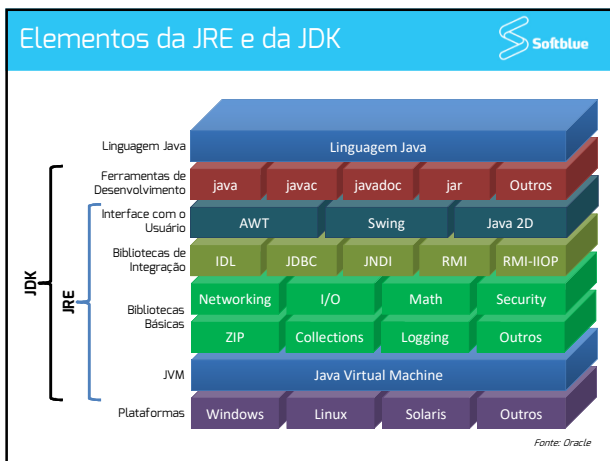 Elementos da JRE e da JDK
Softblue
Linguagem Java
Linguagem Java
Ferramentas de
Desenvolvimento
java javac javadoc jar Outros
Interface com o
Usuário
AWT Swing Java 2D
Bibliotecas de
Integração
IDL JDBC JNDI RMI RMI-IIOP
Bibliotecas
Básicas
Networking I/O Math Security
ZIP Collections Logging Outros
JVM
Java Virtual Machine
Plataformas
Windows Linux Solaris Outros
JDK
JRE
Fonte: Oracle